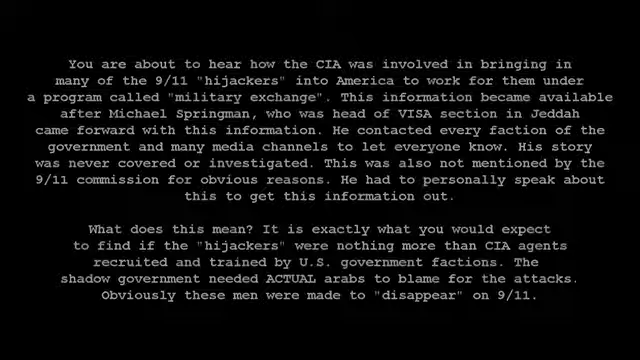 You are about to hear how the CIA was involved in bringing in
many of the 9/11 "hijackers" into America to work for them under
a program called "military exchange". This information became available
after Michael Springman, who was head of VISA section in Jeddah
came forward with this information. He contacted every faction of the
government and many media channels to let everyone know. His story
was never covered or investigated. This was also not mentioned by the
9/11 commission for obvious reasons. He had to personally speak about
this to get this information out.
What does this mean? It is exactly what you would expect
to find if the "hijackers" were nothing more than CIA agents
recruited and trained by U.S. government factions. The
shadow government needed ACTUAL arabs to blame for the attacks.
Obviously these men were made to "disappear" on 9/11.